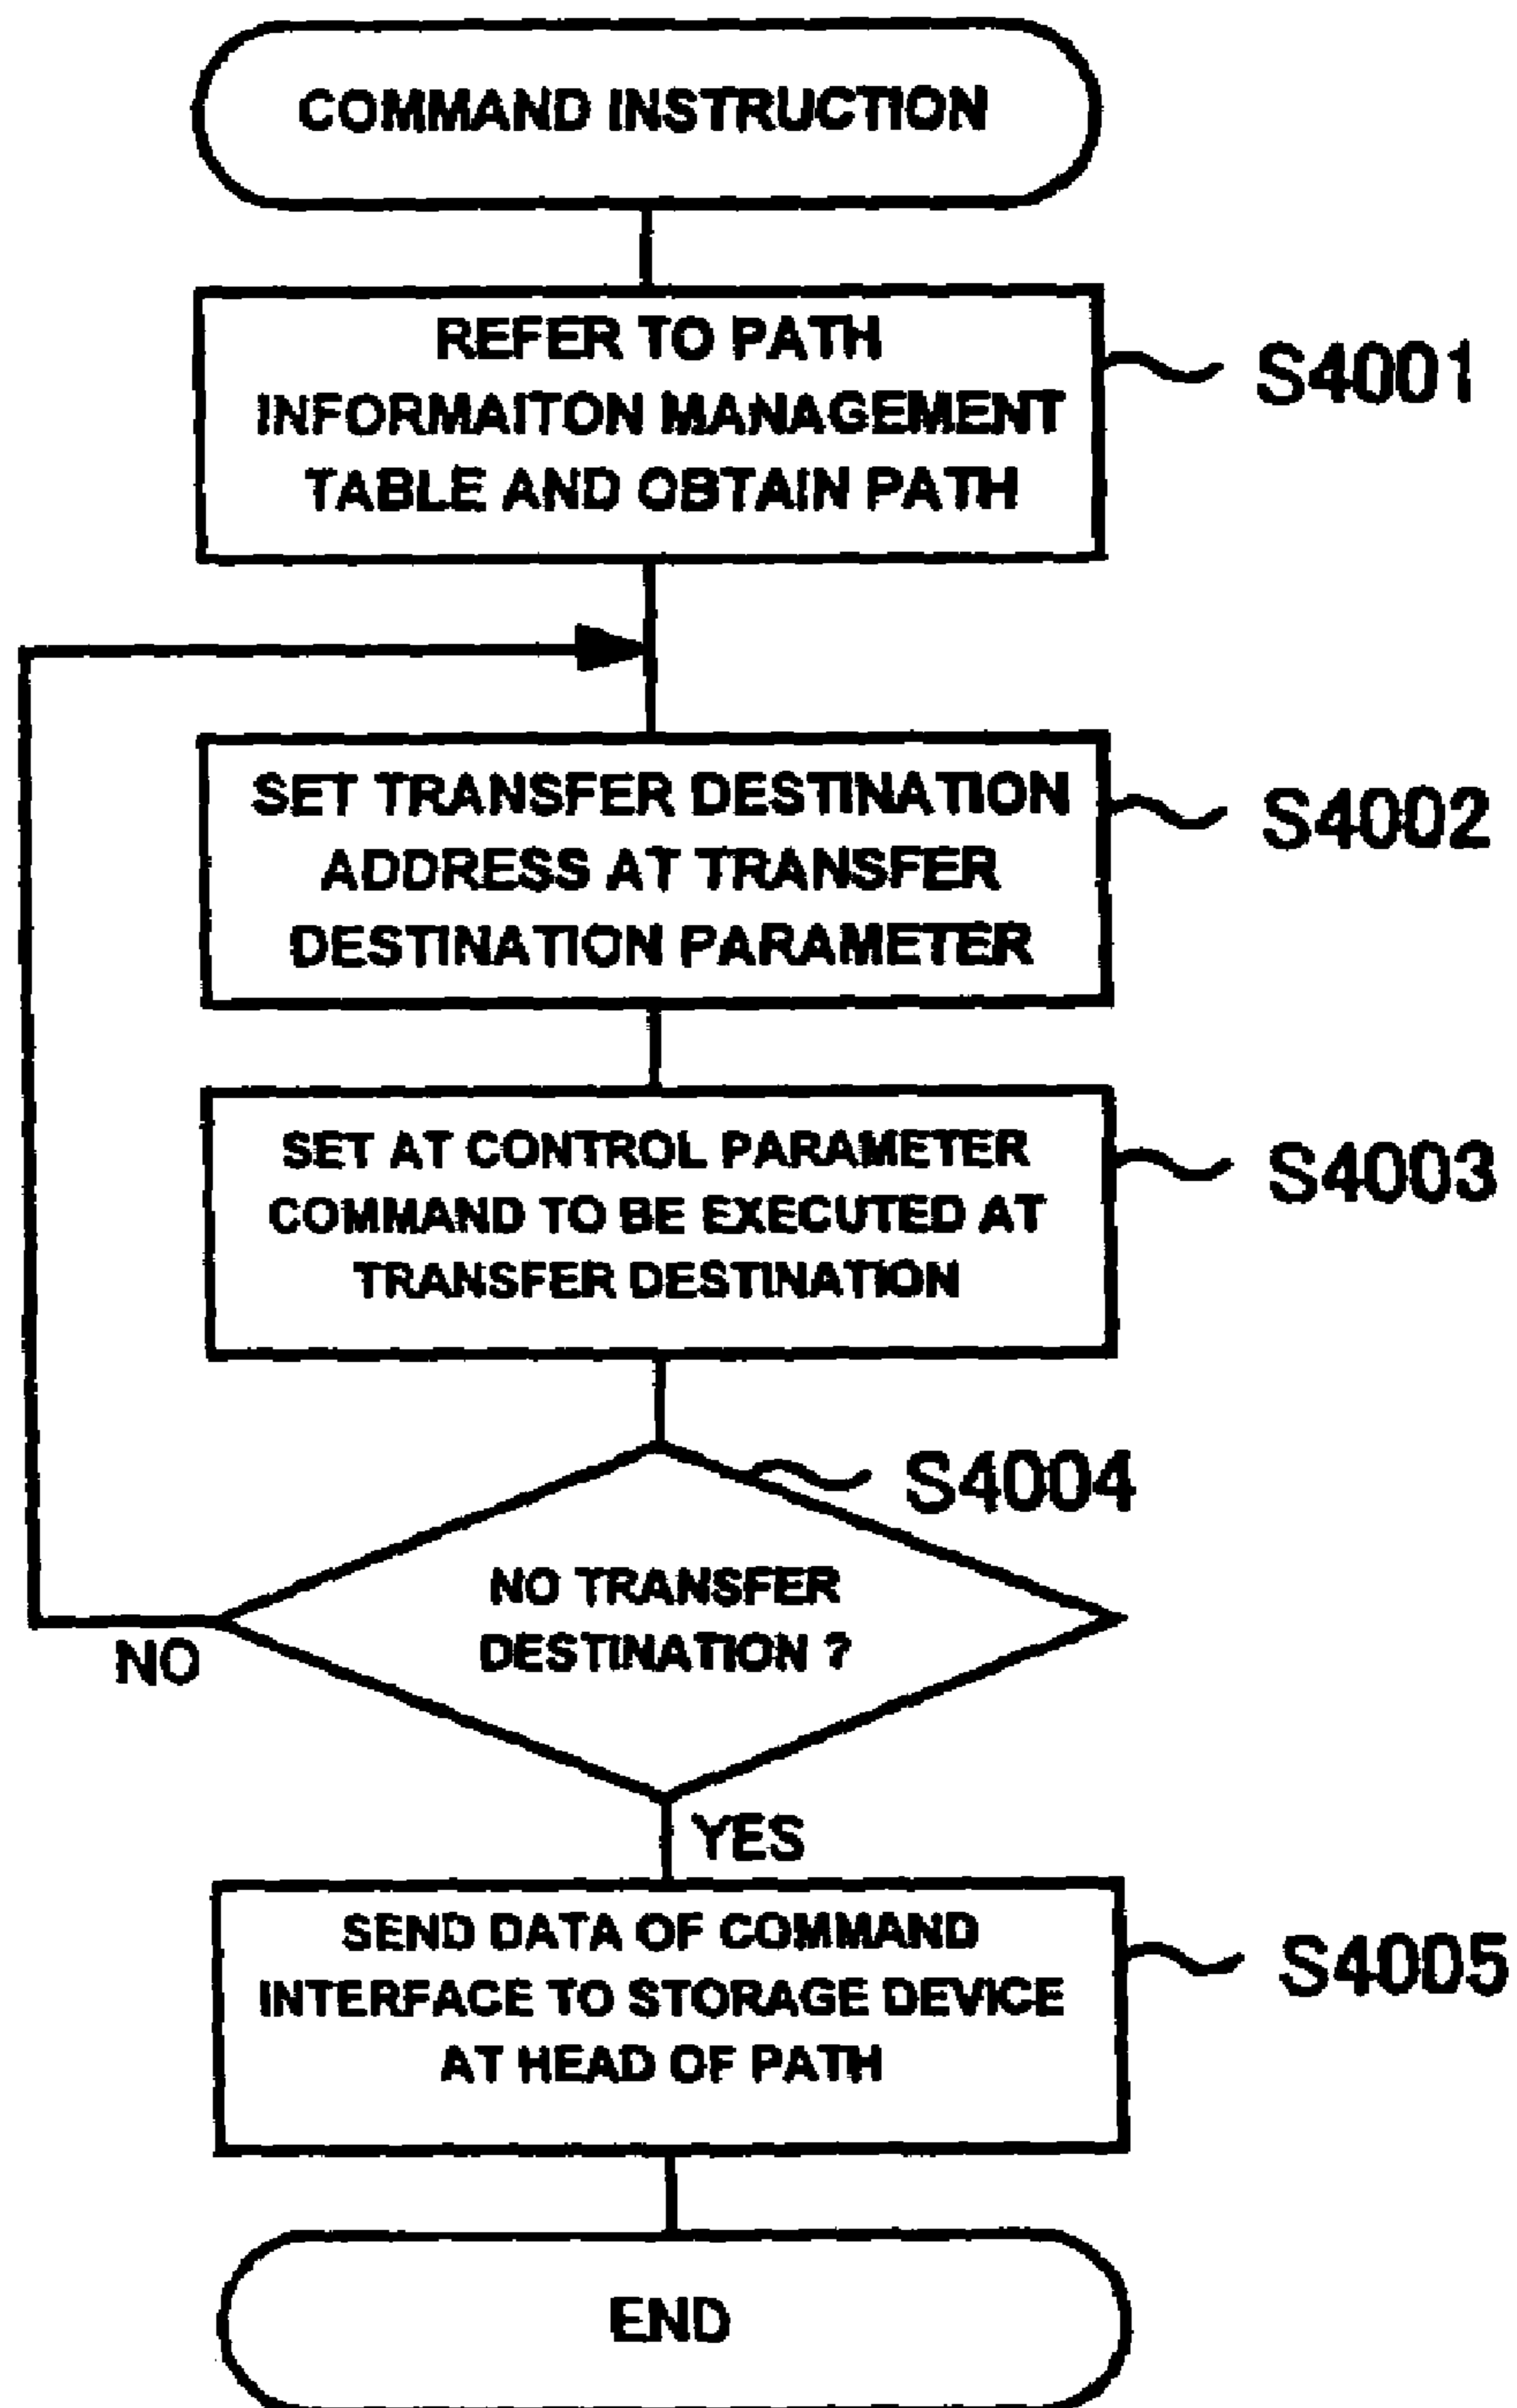 COMMAND INSTRUCTION
REFER TO PATH
INFORMAITON MANAGEMENT
TABLE AND OBTAIN PATH
S4001
SET TRANSFER DESTINATION
ADDRESS AT TRANSFER
DESTINATION PARAMETER
S4002
SET AT CONTROL PARAMETER
COMMAND TO BE EXECUTED AT
TRANSFER DESTINATION
S4003
S4004
NO TRANSFER
DESTINATION ?
NO
YES
SEND DATA OF COMMAND
INTERFACE TO STORAGE DEVICE
AT HEAD OF PATH
S4005
END